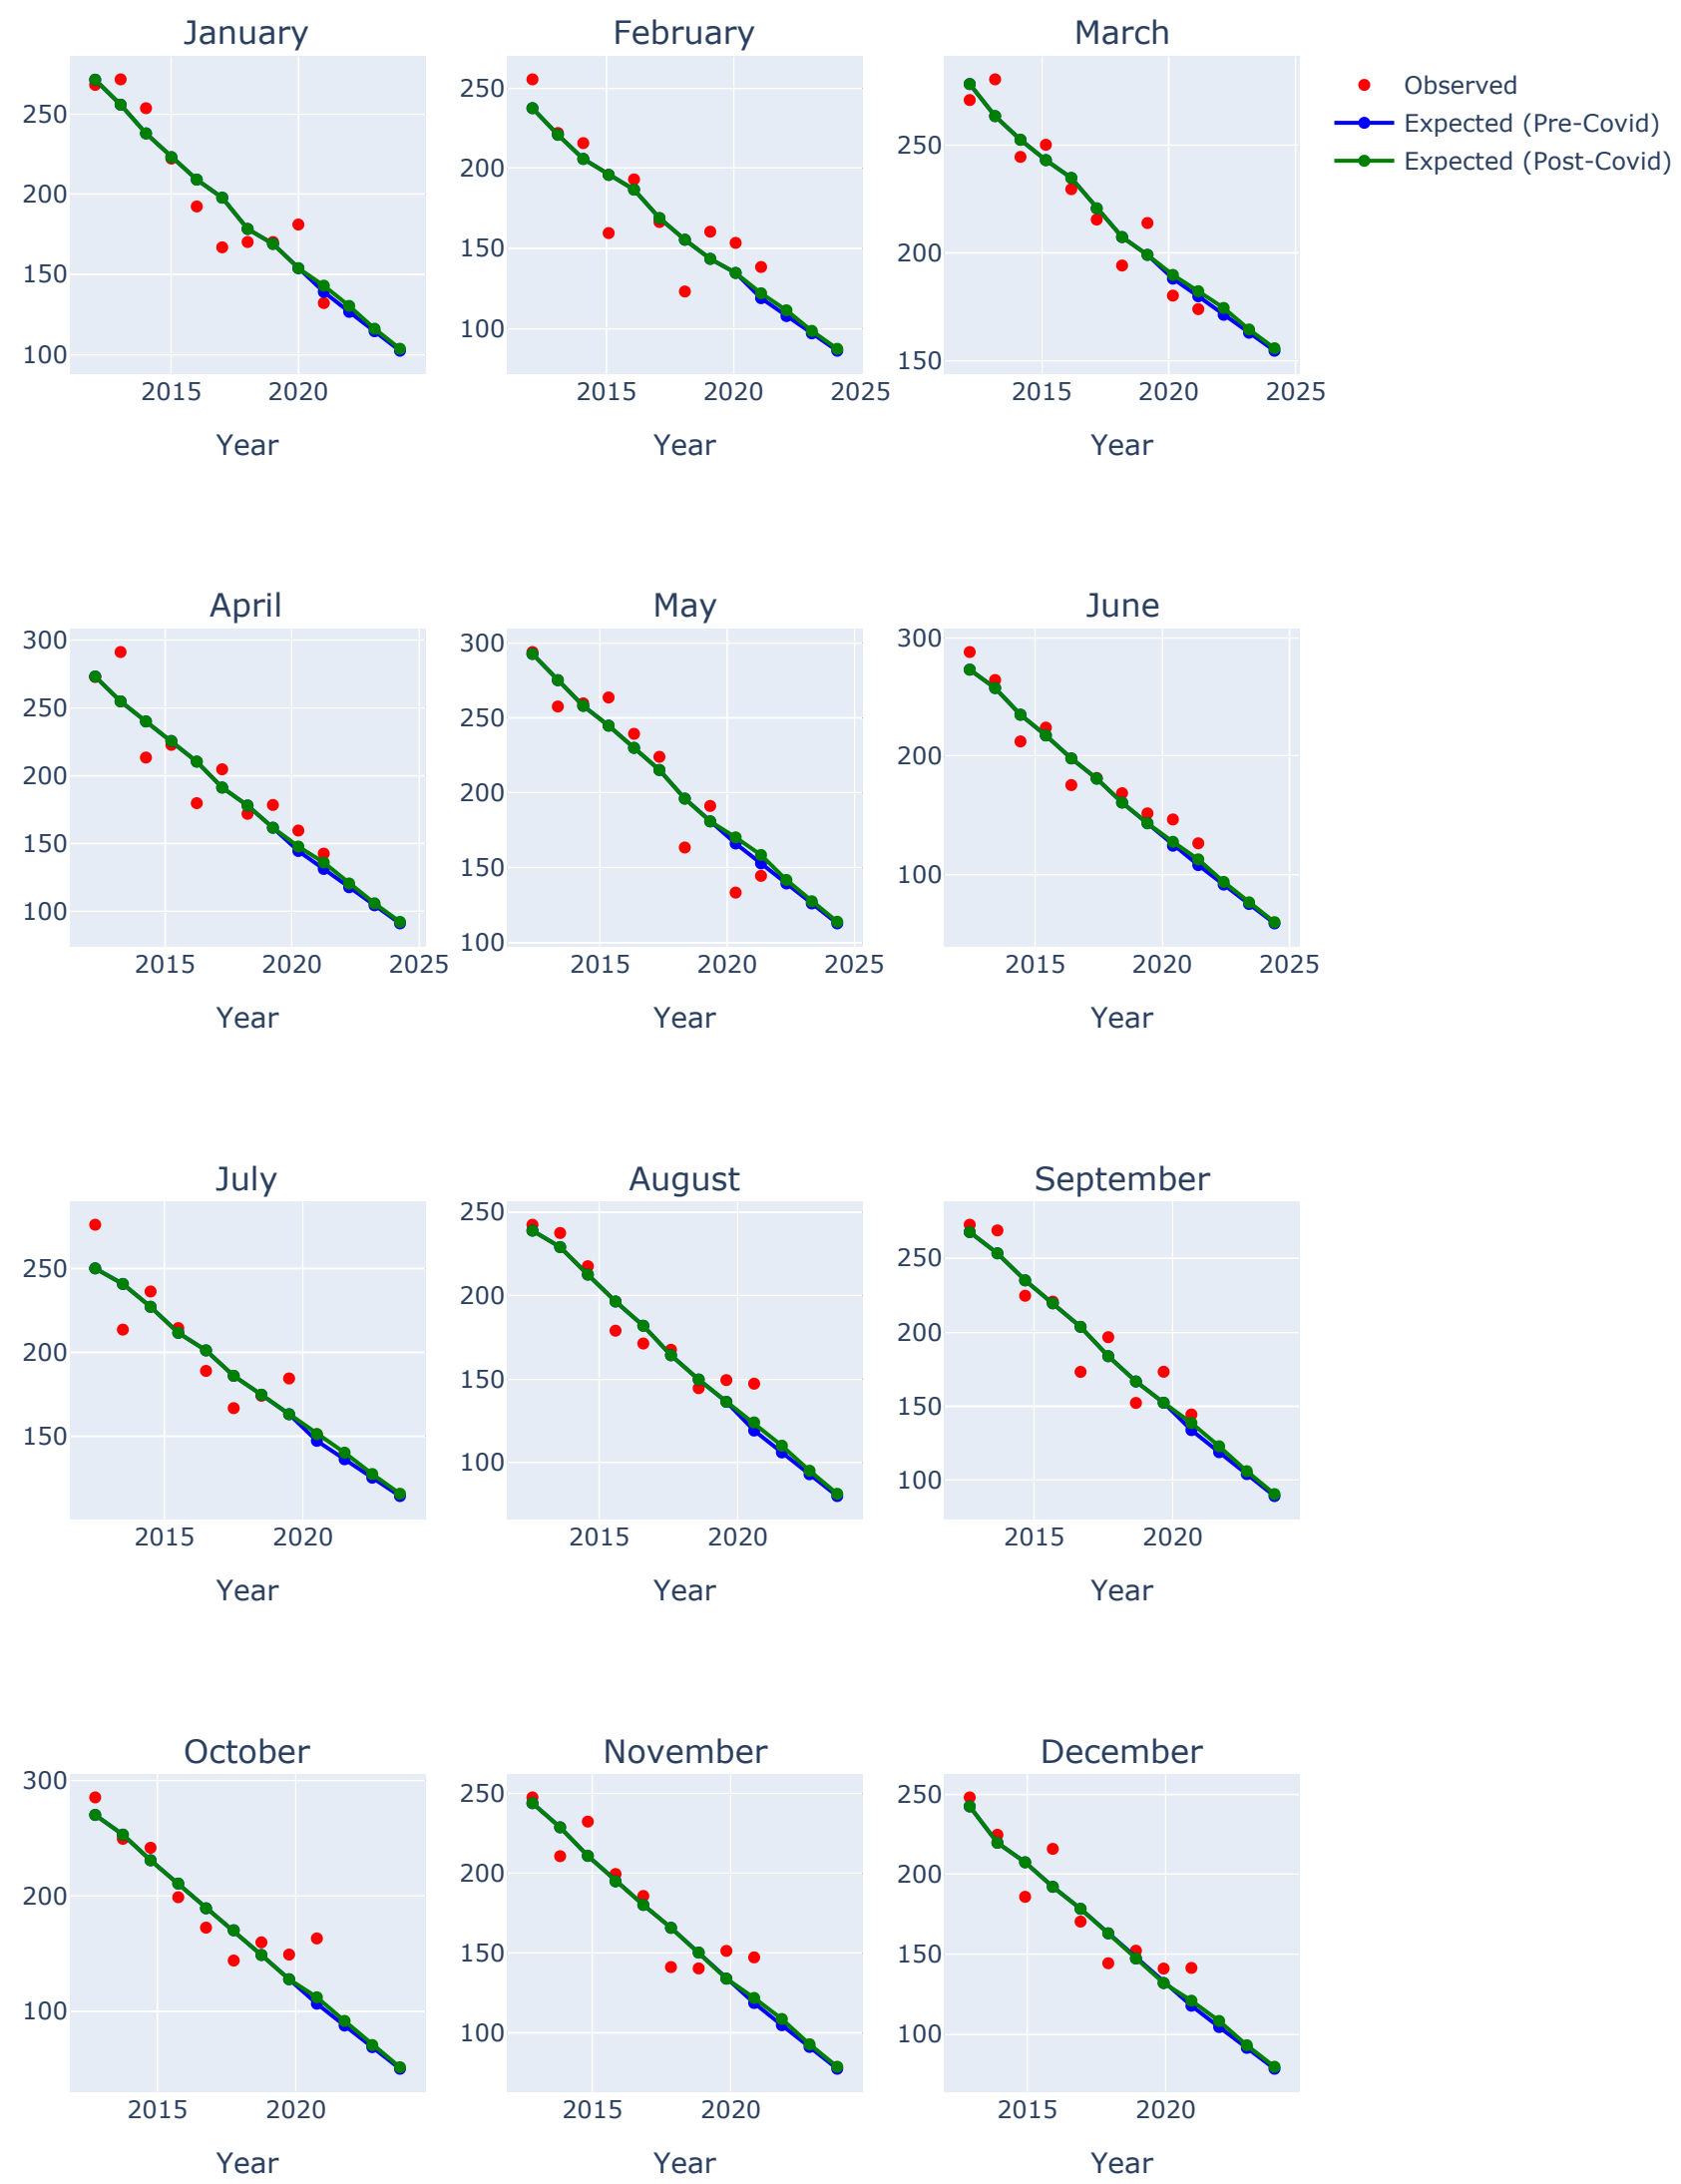 January
February
March
250
200
150
100
2015
2020
Year
250
200
150
100
2015
2020
2025
Year
250
200
150
2015
2020
2025
Year
Observed
Expected (Pre-Covid)
Expected (Post-Covid)
April
May
June
300
250
200
150
100
2015
2020
2025
Year
300
250
200
150
100
2015
2020
2025
Year
300
200
100
2015
2020
2025
Year
July
August
September
250
200
150
2015
2020
Year
250
200
150
100
2015
2020
Year
250
200
150
100
2015
2020
Year
October
November
December
300
200
100
2015
2020
Year
250
200
150
100
2015
2020
Year
250
200
150
100
2015
2020
Year